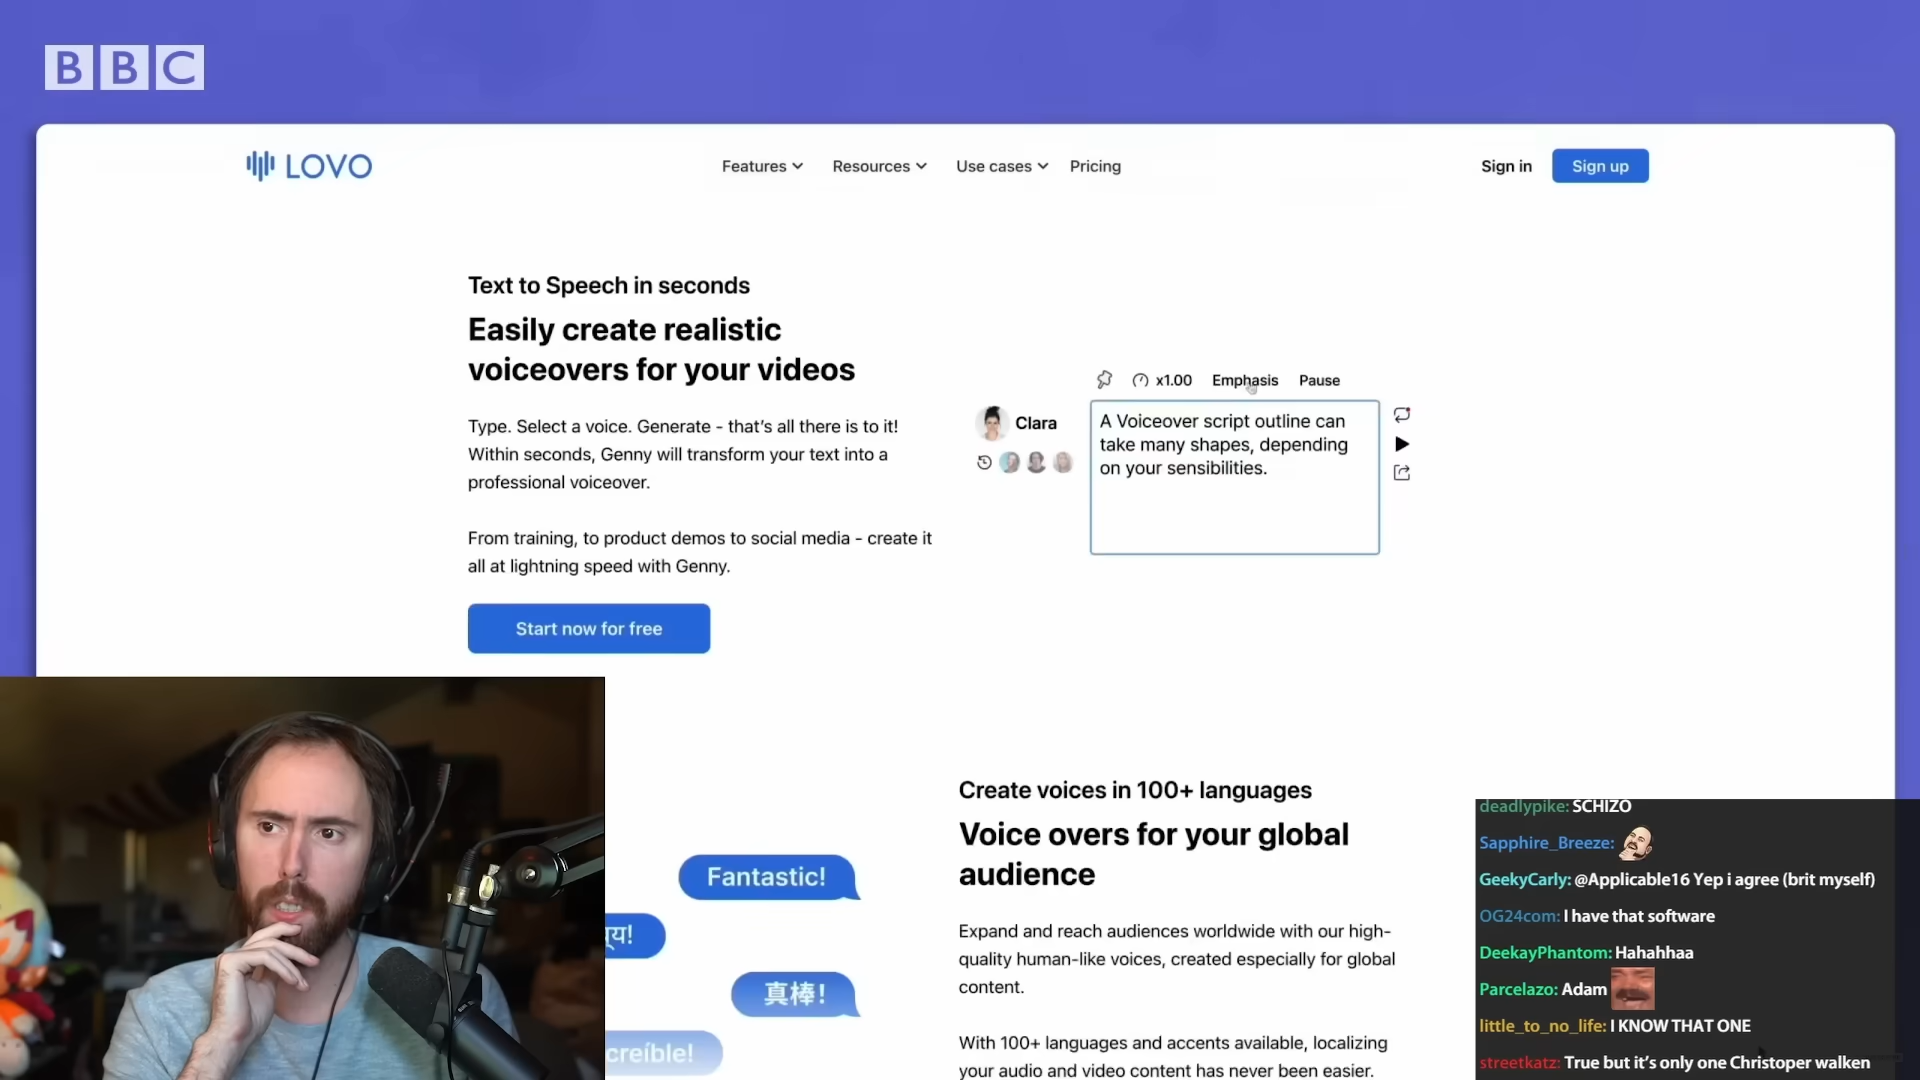 BBC
LOVO
Features
Resources
Use cases
Pricing
Sign in
Sign up
Text to Speech in seconds
Easily create realistic
voiceovers for your videos
Type. Select a voice. Generate - that's all there is to it!
Within seconds, Genny will transform your text into a
professional voiceover.
From training, to product demos to social media - create it
all at lightning speed with Genny.
Start now for free
x1.00
Emphasis
Pause
Clara
A Voiceover script outline can
take many shapes, depending
on your sensibilities.
Fantastic!
真棒!
creíble!
Create voices in 100+ languages
Voice overs for your global
audience
Expand and reach audiences worldwide with our high-
quality human-like voices, created especially for global
content.
With 100+ languages and accents available, localizing
your audio and video content has never been easier.
deadlypike: SCHIZO
Sapphire_Breeze:
GeekyCarly: @Applicable16 Yep i agree (brit myself)
OG24com: I have that software
DeekayPhantom: Hahahhaa
Parcelazo: Adam
little_to_no_life: I KNOW THAT ONE
streetkatz: True but it's only one Christoper walken